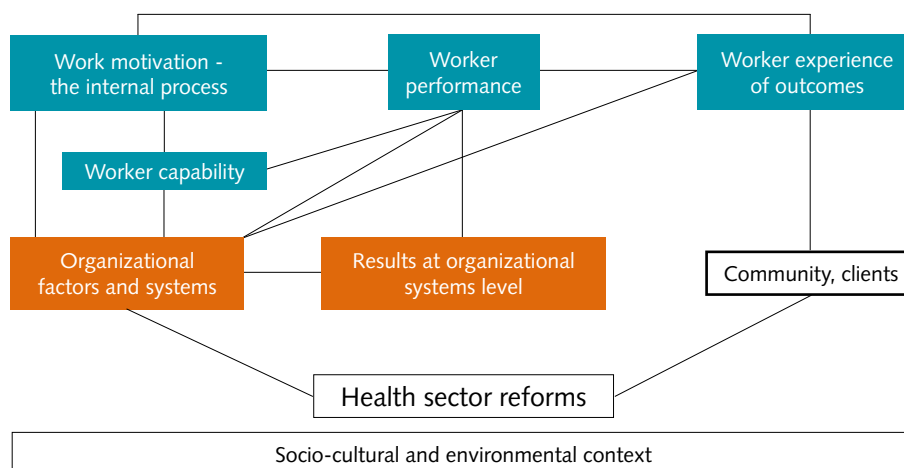 Work motivation -
the internal process
Worker
performance
Worker experience
of outcomes
Worker capability
Organizational
factors and systems
Results at organizational
systems level
Community, clients
Health sector reforms
Socio-cultural and environmental context